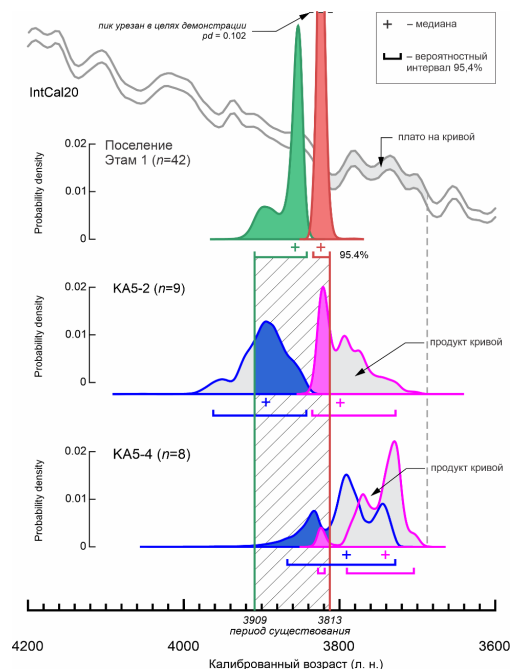 пик урезан в целях демонстрации
pd = 0.102
+ – медиана
– вероятностный
интервал 95,4%
IntCal20
Поселение
Этам 1 (n=42)
плато на кривой
0.02
0.01
0
Probability density
95.4%
KA5-2 (n=9)
продукт кривой
0.02
0.01
0
Probability density
KA5-4 (n=8)
продукт кривой
0.02
0.01
0
Probability density
3909 3813
период существования
4200 4000 3800 3600
Калиброванный возраст (л. н.)